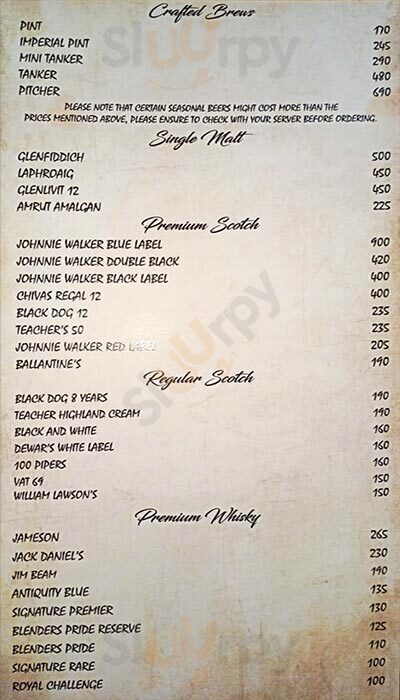 Crafted Brews
PINT 170
IMPERIAL PINT 245
MINI TANKER 290
TANKER 480
PITCHER 690
PLEASE NOTE THAT CERTAIN SEASONAL BEERS MIGHT COST MORE THAN THE
PRICES MENTIONED ABOVE, PLEASE ENSURE TO CHECK WITH YOUR SERVER BEFORE ORDERING.
Single Malt
GLENFIDDICH 500
LAPHROAIG 450
GLENLIVIT 12 450
AMRUT AMALGAN 225
Premium Scotch
JOHNNIE WALKER BLUE LABEL 900
JOHNNIE WALKER DOUBLE BLACK 420
JOHNNIE WALKER BLACK LABEL 400
CHIVAS REGAL 12 400
BLACK DOG 12 235
TEACHER'S 50 235
JOHNNIE WALKER RED LABEL 205
BALLANTINE'S 190
Regular Scotch
BLACK DOG 8 YEARS 190
TEACHER HIGHLAND CREAM 190
BLACK AND WHITE 160
DEWAR'S WHITE LABEL 160
100 PIPERS 160
VAT 69 150
WILLIAM LAWSON'S 150
Premium Whisky
JAMESON 265
JACK DANIEL'S 230
JIM BEAM 190
ANTIQUITY BLUE 135
SIGNATURE PREMIER 130
BLENDERS PRIDE RESERVE 125
BLENDERS PRIDE 110
SIGNATURE RARE 100
ROYAL CHALLENGE 100
Sluurpy
Sluurpy
Sluurpy